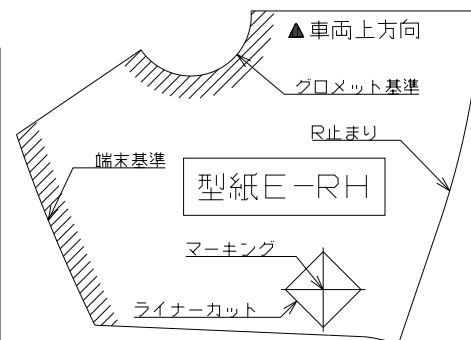 ▲車両上方向
グロメット基準
R止まり
端末基準
型紙E-RH
マーキング
ライナーカット